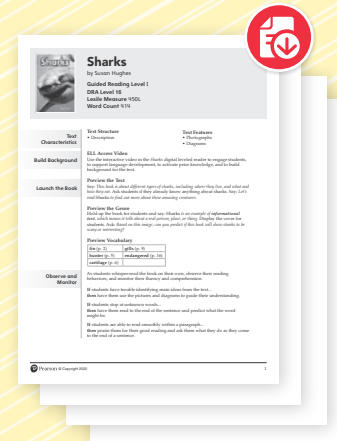 Sharks
Sharks
by Susan Hughes
Guided Reading Level I
DRA Level 16
Lexile Measure 450L
Word Count 414
Text
Characteristics
Text Structure
• Description
Text Features
• Photographs
• Diagrams
Build Background
ELL Access Video
Use the interactive video in the Sharks digital leveled reader to engage students,
to support language development, to activate prior knowledge, and to build
background for the text.
Launch the Book
Preview the Text
Say: This book is about different types of sharks, including where they live, and what and
how they eat. Ask students if they already know anything about sharks. Say: Let's
read Sharks to find out more about these amazing creatures.
Preview the Genre
Hold up the book for students and say: Sharks is an example of informational
text, which means it tells about a real person, place, or thing. Display the cover for
students. Ask: Based on this image, can you predict if this book will show sharks to be
scary or interesting?
Preview Vocabulary
fin (p. 2)
gills (p. 9)
hunter (p. 5)
endangered (p. 16)
cartilage (p. 6)
Observe and
Monitor
As students whisper-read the book on their own, observe their reading
behaviors, and monitor their fluency and comprehension.
If students have trouble identifying main ideas from the text...
then have them use the pictures and diagrams to guide their understanding.
If students stop at unknown words...
then have them read to the end of the sentence and predict what the word
might be.
If students are able to read smoothly within a paragraph...
then praise them for their good reading and ask them what they do as they come
to the end of a sentence.
Pearson © Copyright 2020
1